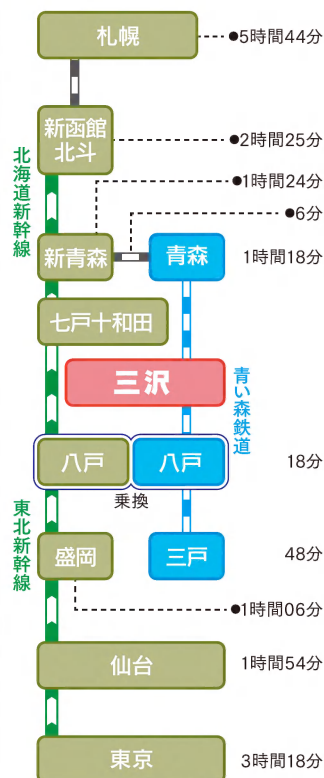 札幌
●5時間44分
新函館
北斗
●2時間25分
北海道新幹線
●1時間24分
●6分
新青森
青森
1時間18分
七戸十和田
三沢
青い森鉄道
八戸
八戸
18分
乗換
東北新幹線
盛岡
三戸
48分
●1時間06分
仙台
1時間54分
東京
3時間18分